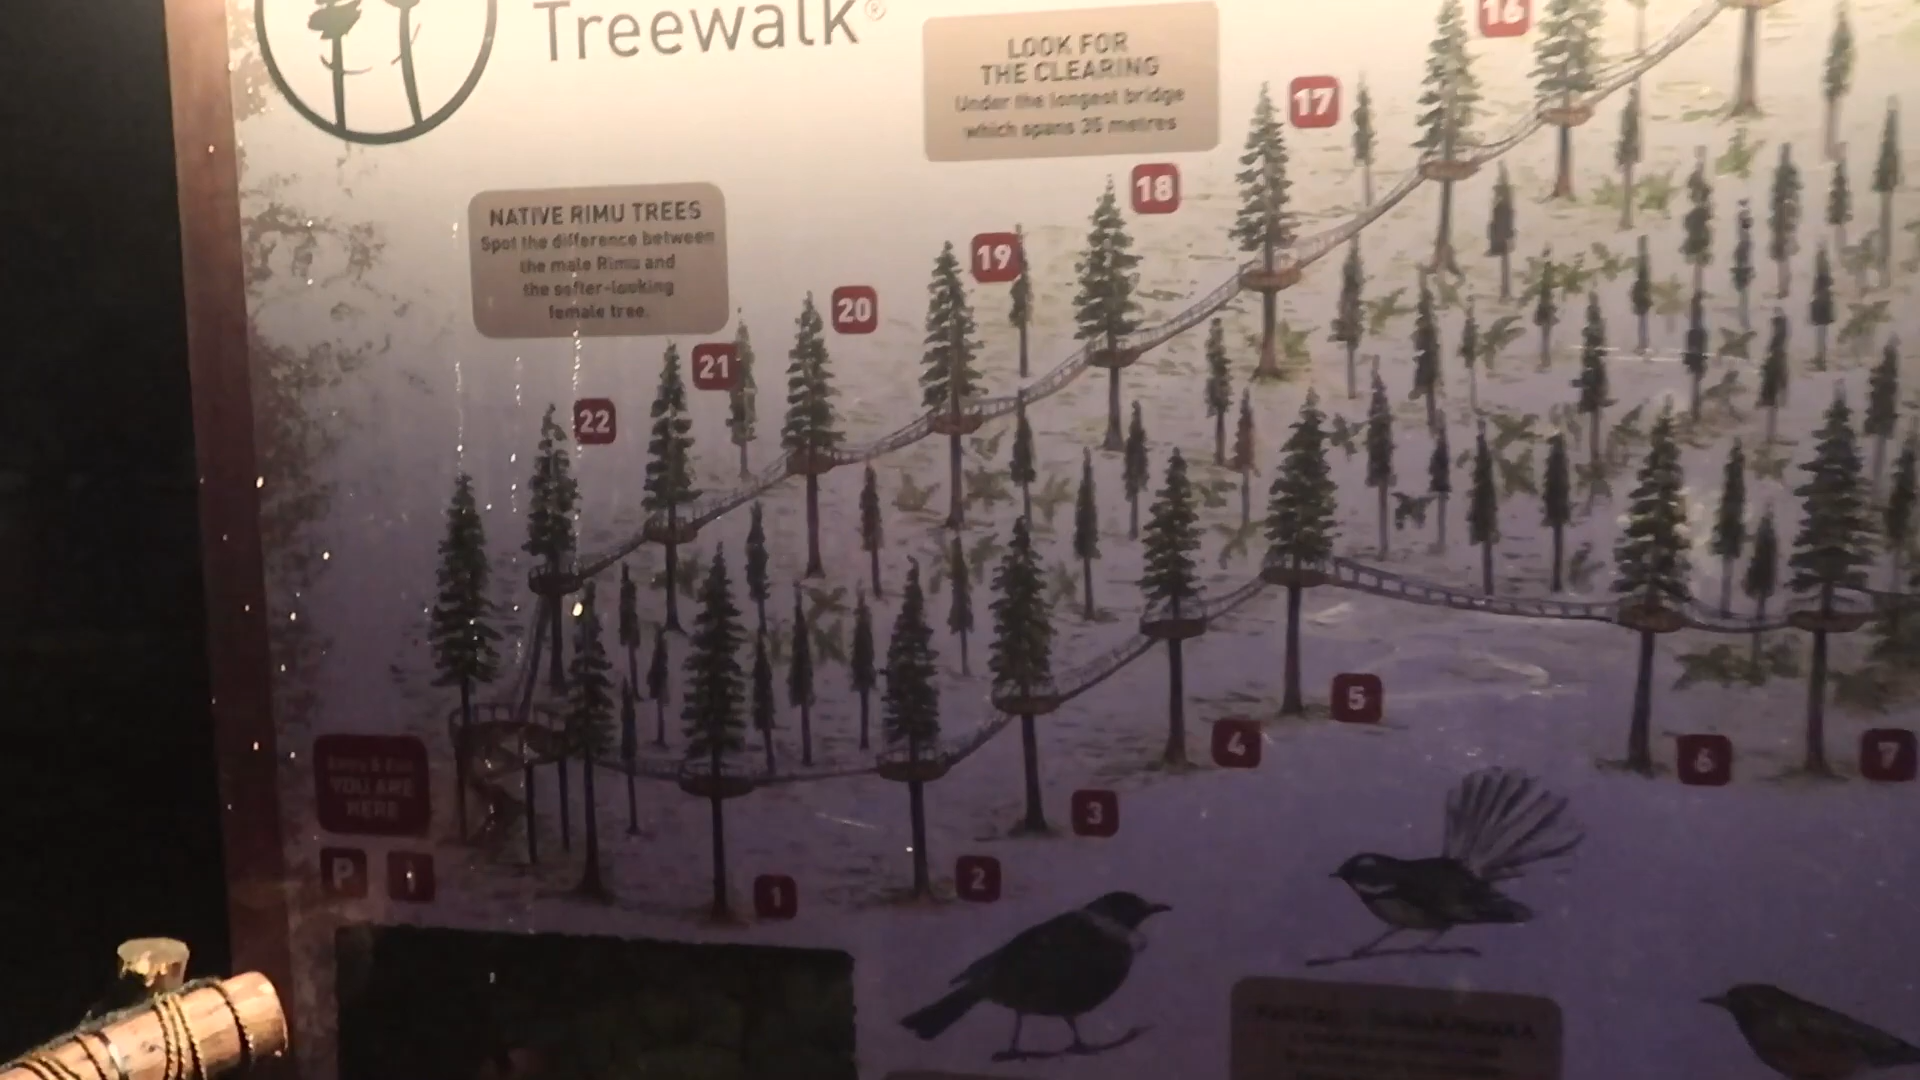 Treewalk®
LOOK FOR
THE CLEARING
Under the longest bridge
which spans 35 metres
NATIVE RIMU TREES
Spot the difference between
the male Rimu and
the softer-looking
female tree.
16
17
18
19
20
21
22
Entry & Exit
YOU ARE
HERE
P i
1
2
3
4
5
6
7